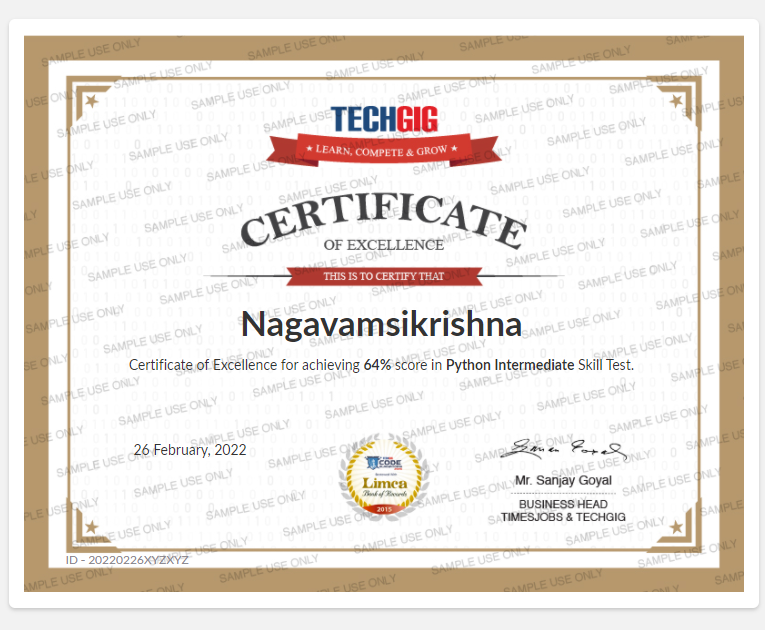 TECHGIG
★ LEARN, COMPETE & GROW ★
CERTIFICATE
OF EXCELLENCE
THIS IS TO CERTIFY THAT
Nagavamsikrishna
Certificate of Excellence for achieving 64% score in Python Intermediate Skill Test.
26 February, 2022
CODE
Limca
Book of Records
2015
Mr. Sanjay Goyal
BUSINESS HEAD
TIMESJOBS & TECHGIG
ID - 20220226XYZXYZ
SAMPLE USE ONLY